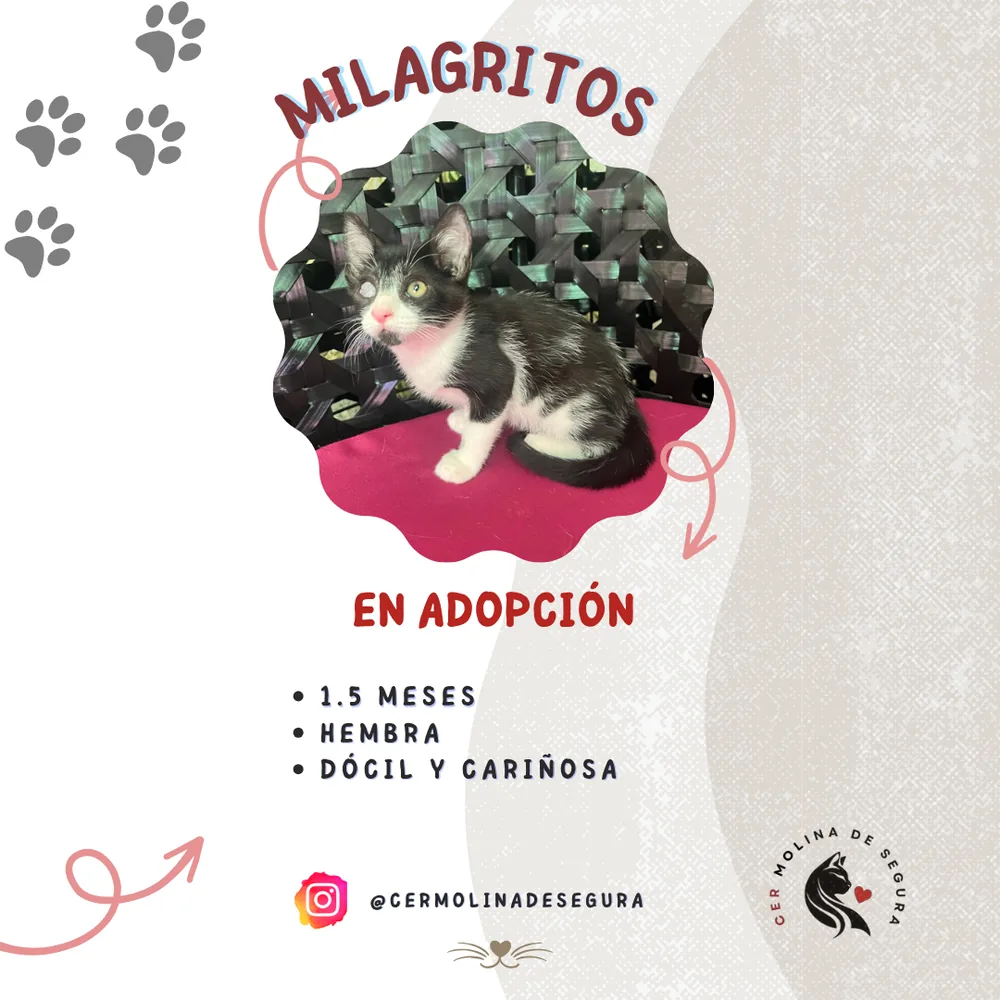 MILAGRITOS
EN ADOPCIÓN
• 1.5 MESES
• HEMBRA
• DÓCIL Y CARIÑOSA
@CERMOLINADESEGURA
CER MOLINA DE SEGURA